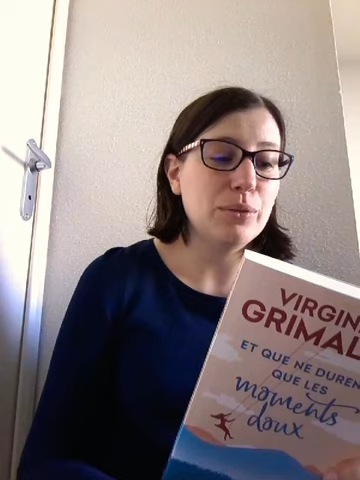 VIRGIN
GRIMAL
ET QUE NE DUREN
QUE LES
moments
doux